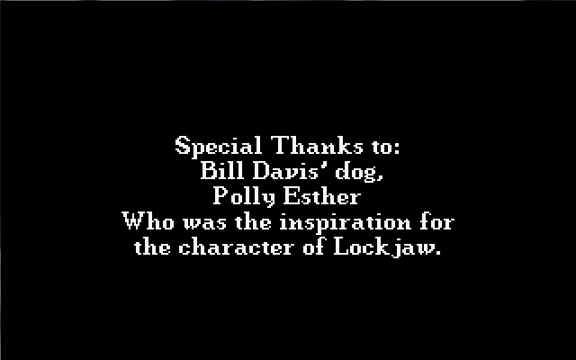 Special Thanks to:
Bill Davis' dog,
Polly Esther
Who was the inspiration for
the character of Lockjaw.